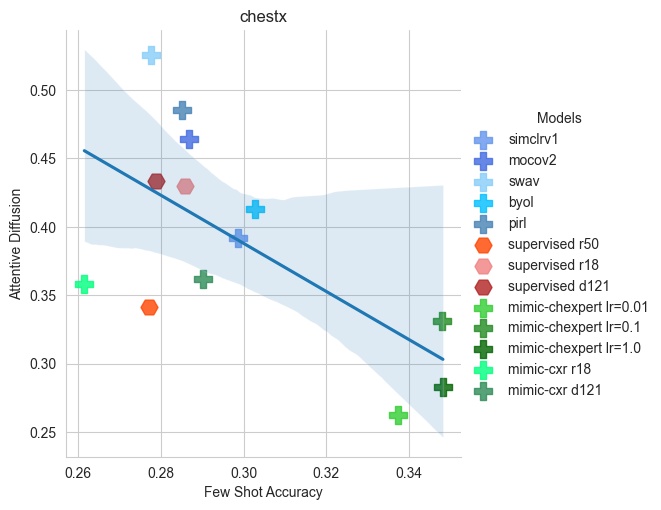 chestx
0.50
0.45
0.40
0.35
0.30
0.25
Attentive Diffusion
0.26
0.28
0.30
0.32
0.34
Few Shot Accuracy
Models
simclrv1
mocov2
swav
byol
pirl
supervised r50
supervised r18
supervised d121
mimic-chexpert lr=0.01
mimic-chexpert lr=0.1
mimic-chexpert lr=1.0
mimic-cxr r18
mimic-cxr d121